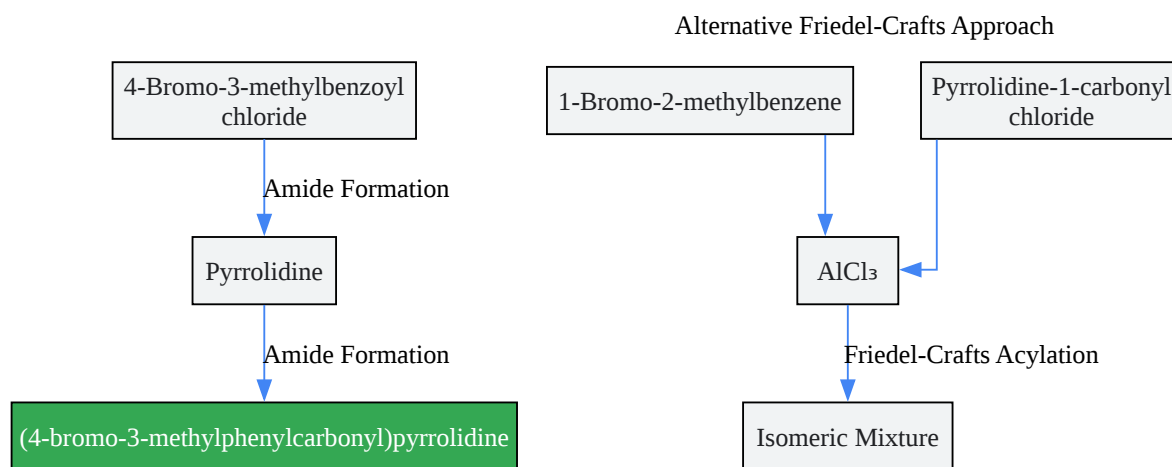 Alternative Friedel-Crafts Approach
4-Bromo-3-methylbenzoyl
chloride
1-Bromo-2-methylbenzene
Pyrrolidine-1-carbonyl
chloride
Amide Formation
Pyrrolidine
AlCl₃
Amide Formation
Friedel-Crafts Acylation
(4-bromo-3-methylphenylcarbonyl)pyrrolidine
Isomeric Mixture